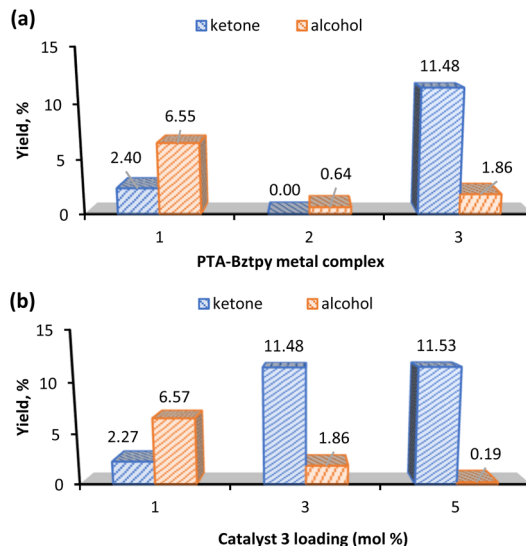 (a)
ketone alcohol
15
10
5
0
Yield, %
2.40
6.55
0.00
0.64
11.48
1.86
1 2 3
PTA-Bztpy metal complex
(b)
ketone alcohol
15
10
5
0
Yield, %
2.27
6.57
11.48
1.86
11.53
0.19
1 3 5
Catalyst 3 loading (mol %)